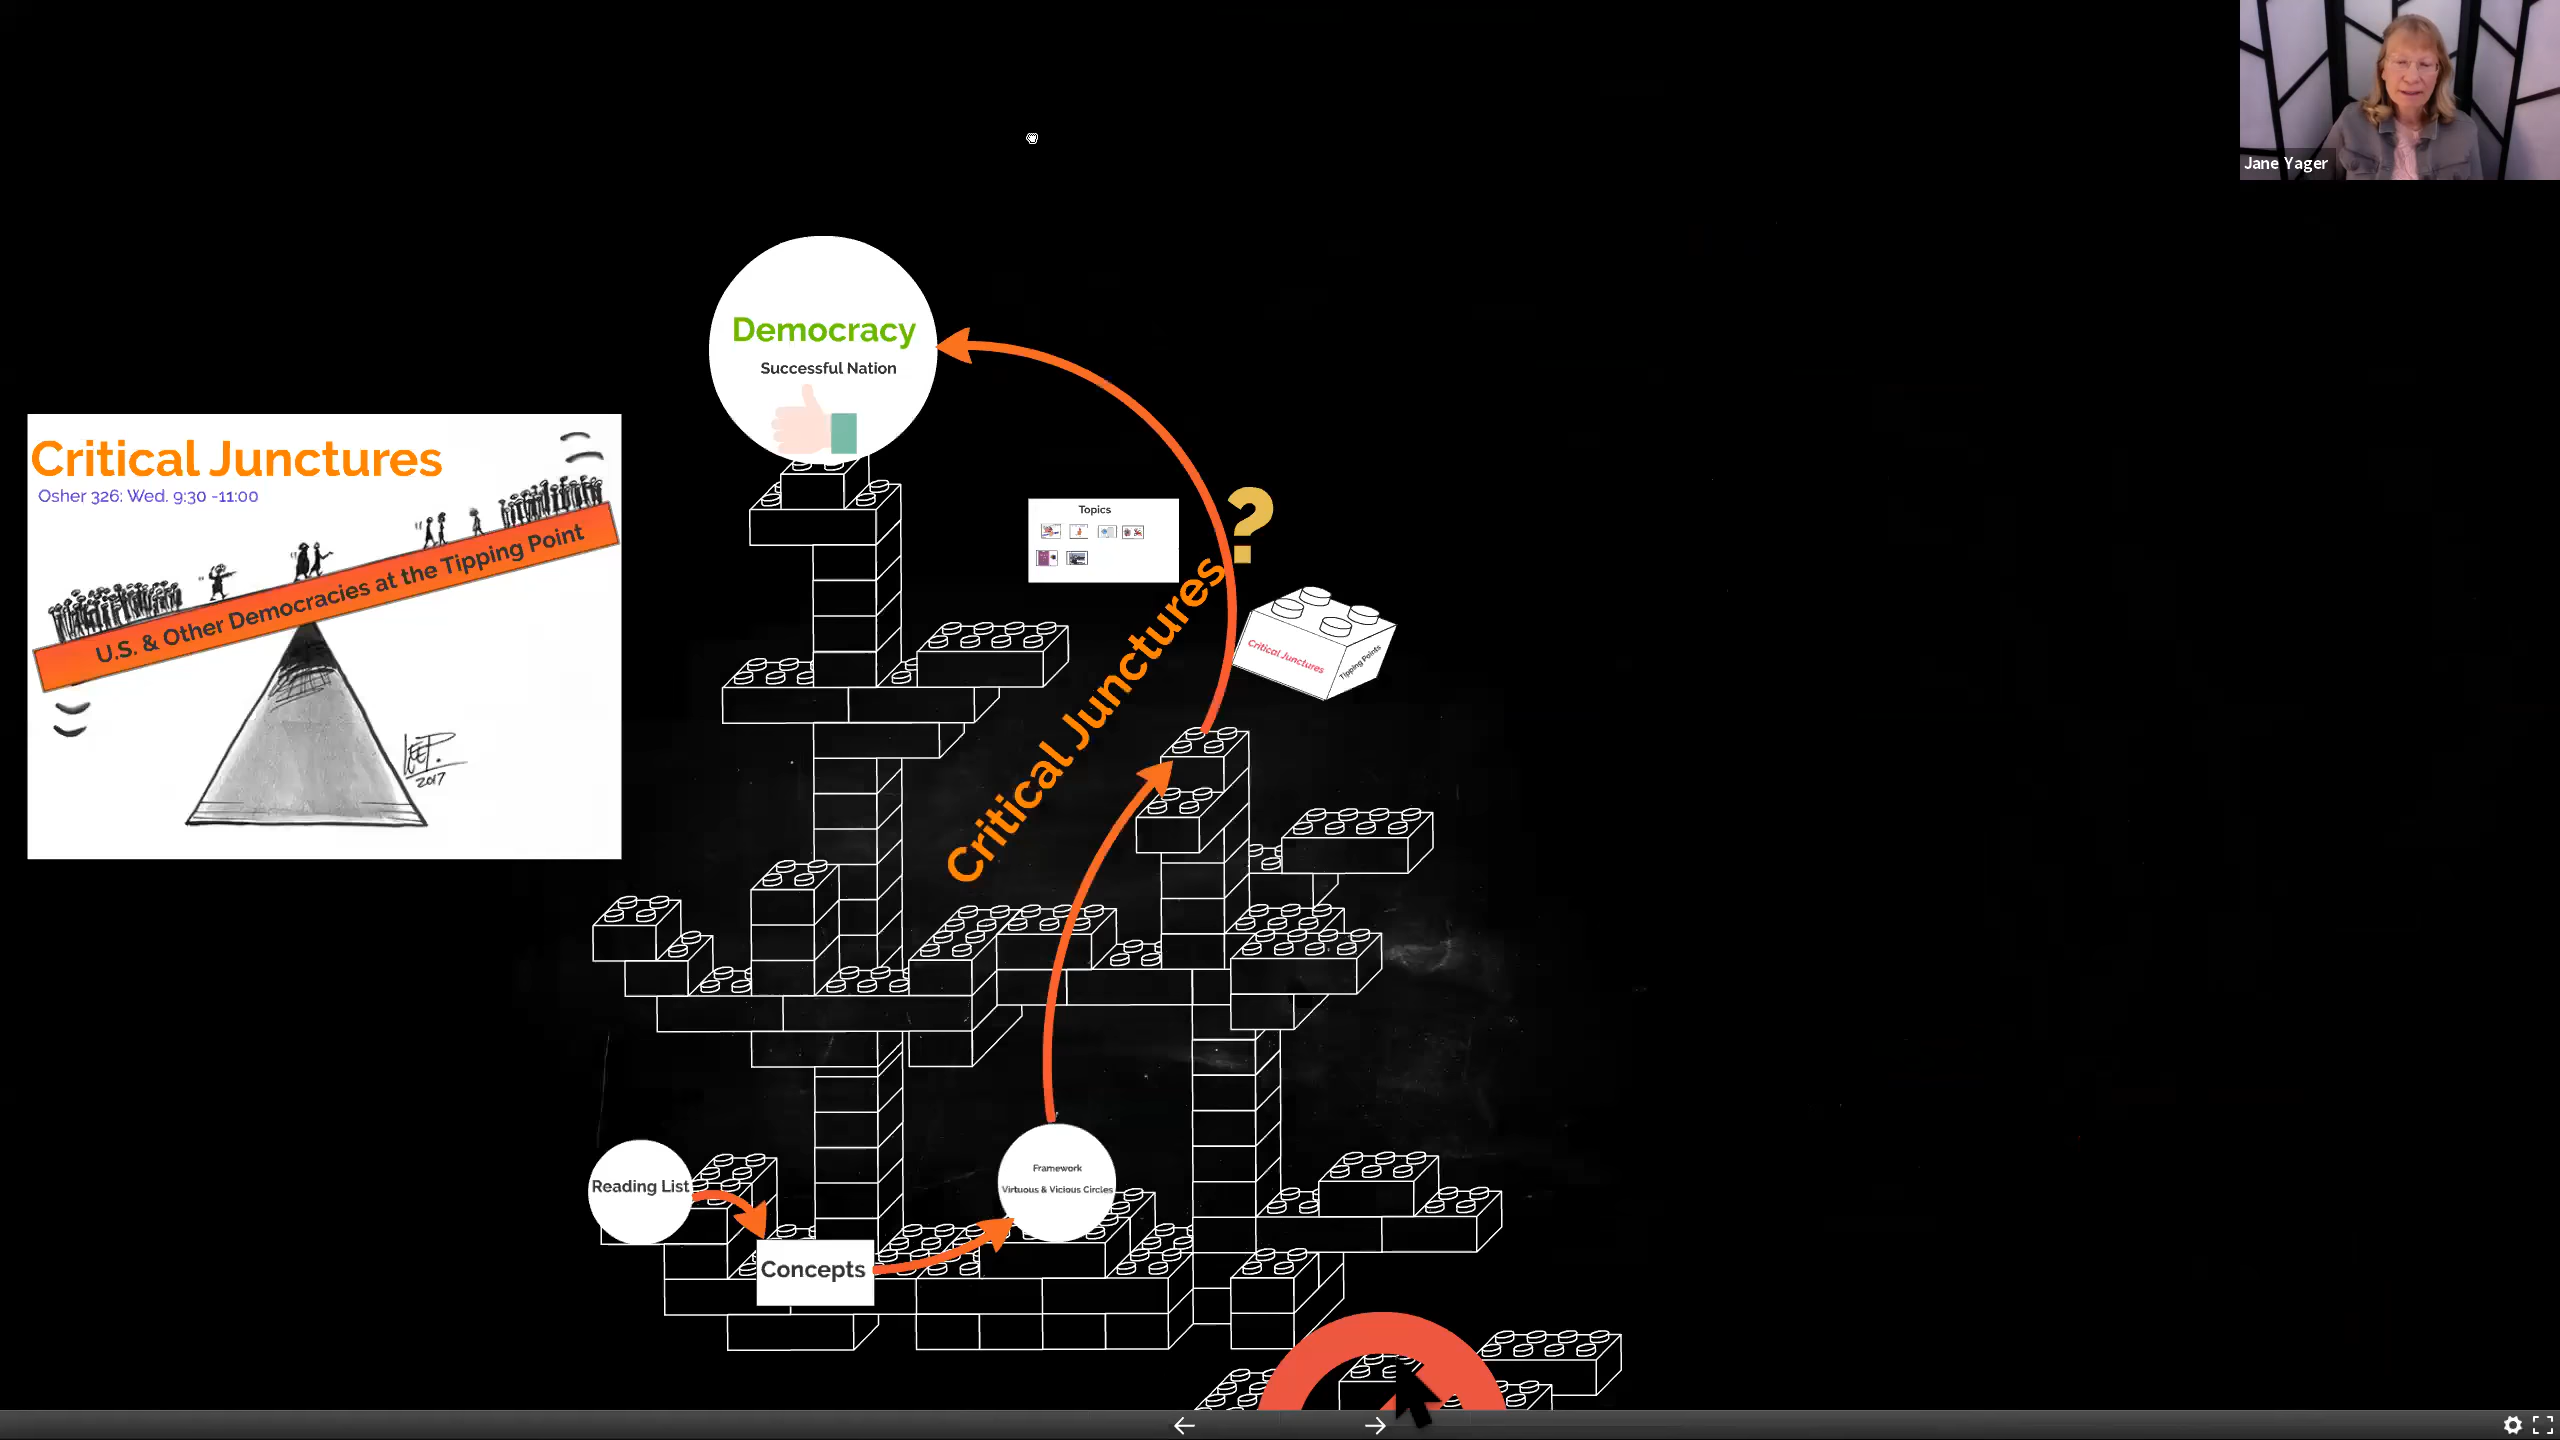 Jane Yager
Democracy
Successful Nation
Critical Junctures
Osher 326: Wed. 9:30 -11:00
U.S. & Other Democracies at the Tipping Point
2017
Topics
?
Critical Junctures
Critical Junctures
Tipping Points
Reading List
Concepts
Framework
Virtuous & Vicious Circles